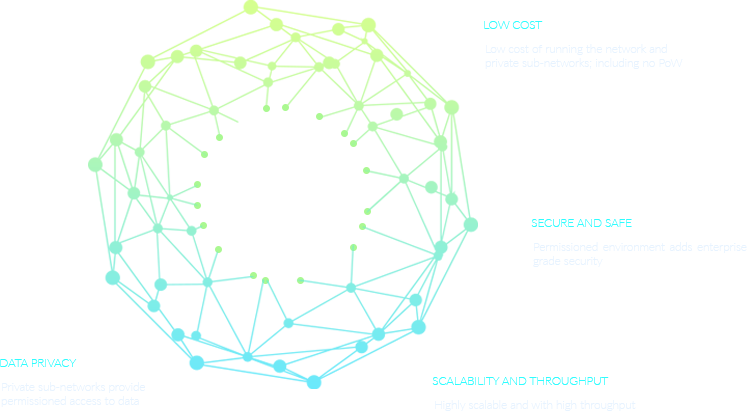 LOW COST
Low cost of running the network and
private sub-networks, including no PoW
SECURE AND SAFE
Permissioned environment adds enterprise
grade security
DATA PRIVACY
Private sub-networks provide
permissioned access to data
SCALABILITY AND THROUGHPUT
Highly scalable and with high throughput